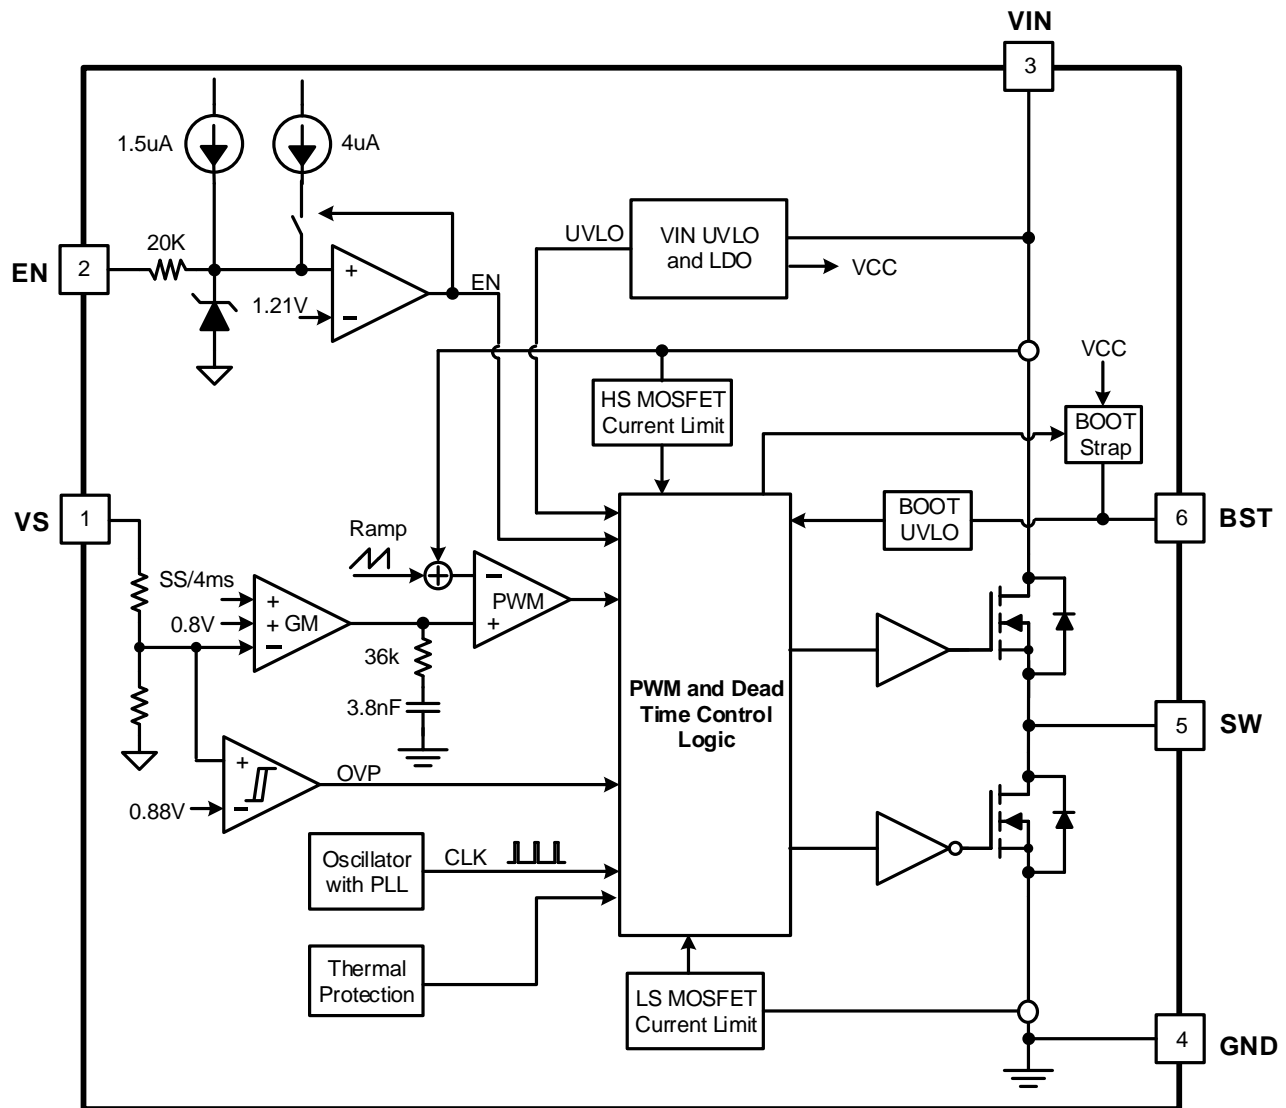 VIN
3
1.5uA
4uA
20K
EN
2
1.21V
+
−
EN
UVLO
VIN UVLO
and LDO
VCC
VCC
HS MOSFET
Current Limit
BOOT
Strap
VS
1
BOOT
UVLO
6
BST
Ramp
SS/4ms
0.8V
+
+
−
GM
−
+
PWM
36k
3.8nF
PWM and Dead
Time Control
Logic
5
SW
+
−
0.88V
OVP
Oscillator
with PLL
CLK
Thermal
Protection
LS MOSFET
Current Limit
4
GND